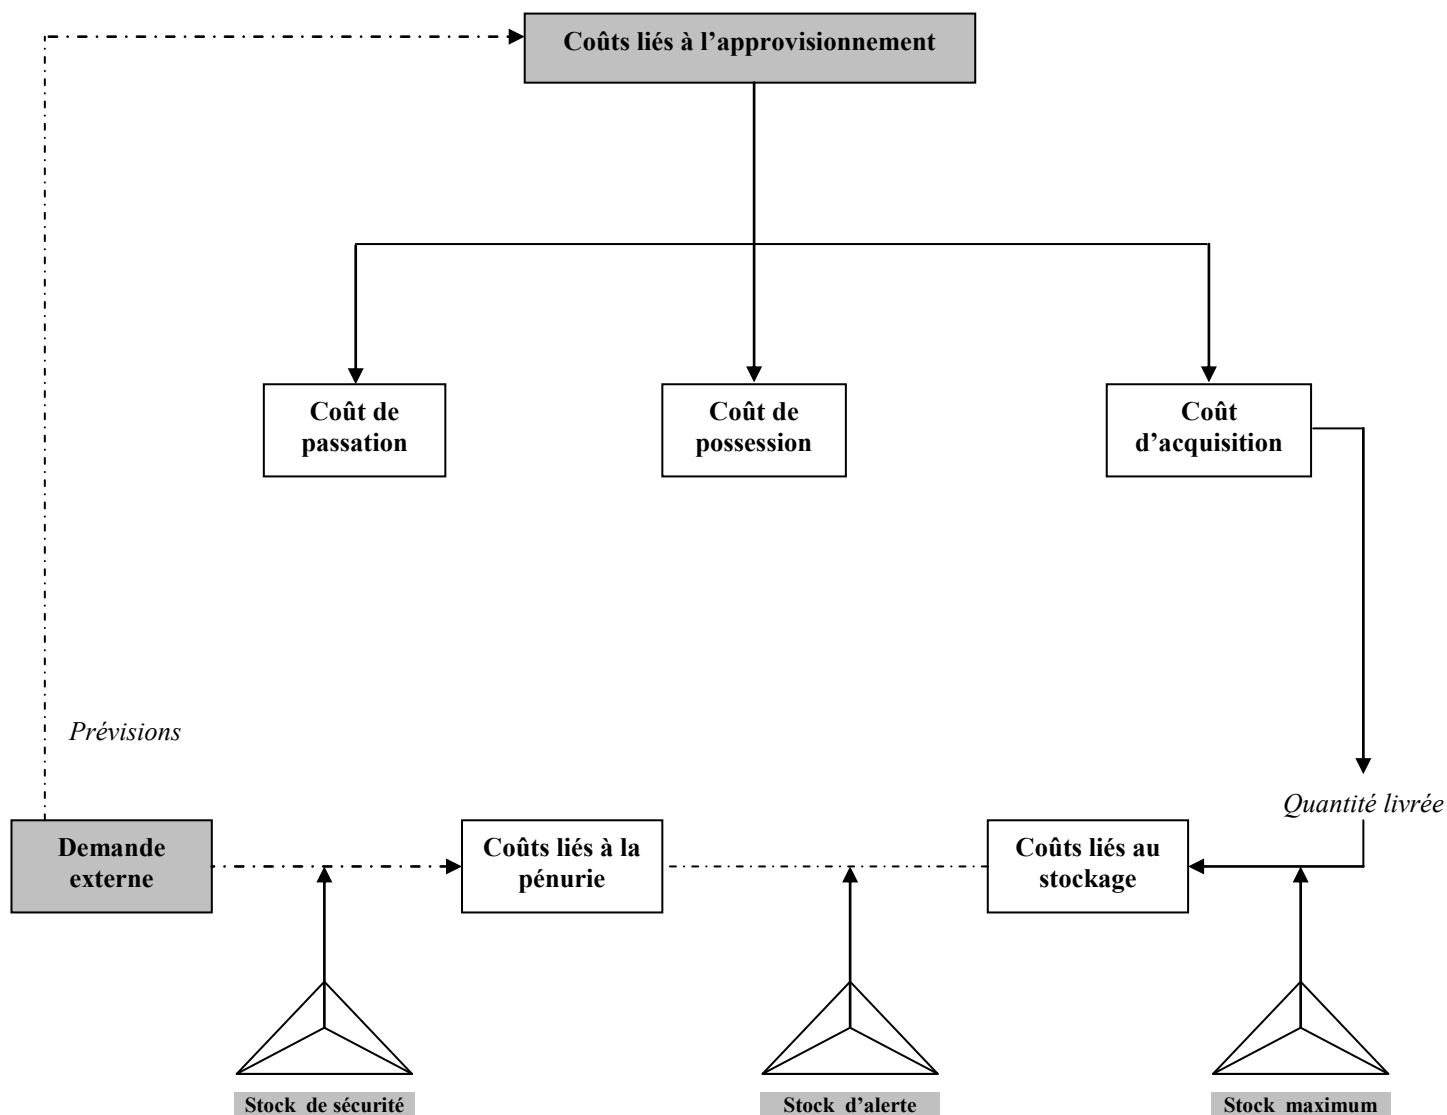 Coûts liés à l’approvisionnement
Coût de
passation
Coût de
possession
Coût
d’acquisition
Prévisions
Quantité livrée
Demande
externe
Coûts liés à la
pénurie
Coûts liés au
stockage
Stock de sécurité
Stock d’alerte
Stock maximum